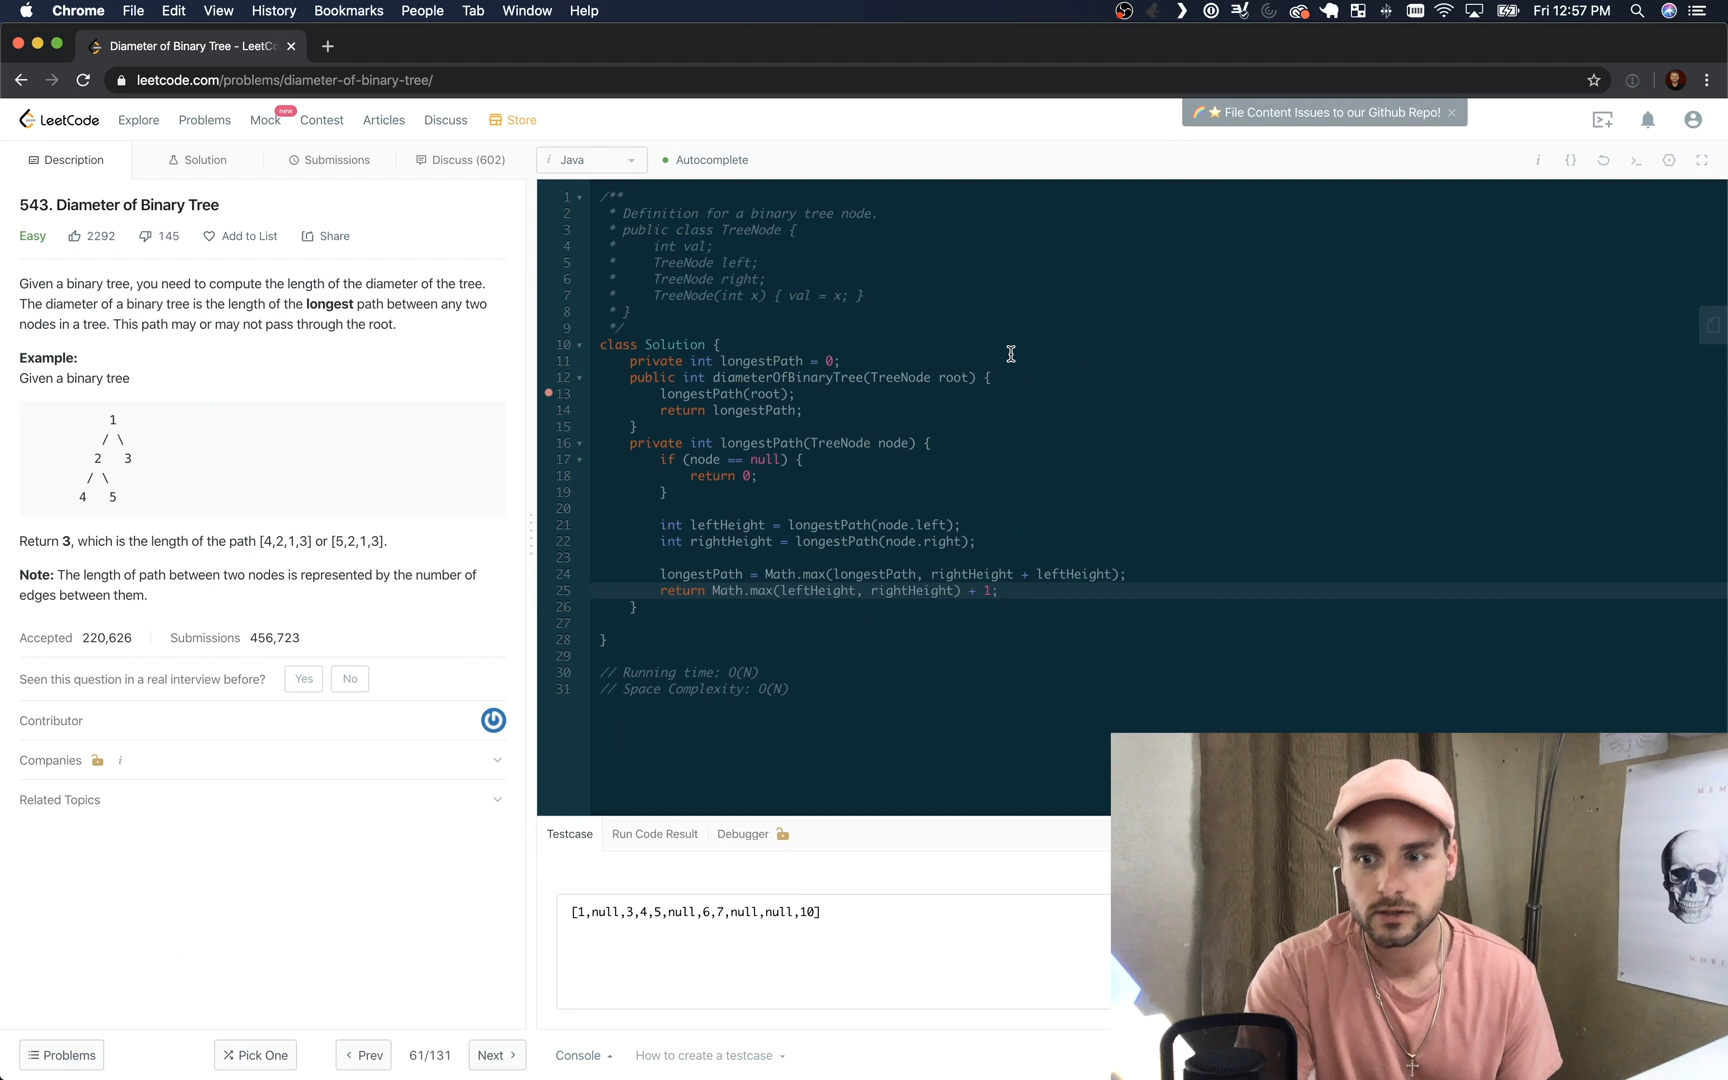 Chrome File Edit View History Bookmarks People Tab Window Help Fri 12:57 PM
Diameter of Binary Tree - LeetCo
leetcode.com/problems/diameter-of-binary-tree/
LeetCode Explore Problems Mock new Contest Articles Discuss Store
🌈 ⭐ File Content Issues to our Github Repo! ×
Description Solution Submissions Discuss (602) i Java Autocomplete
543. Diameter of Binary Tree
Easy 2292 145 Add to List Share
Given a binary tree, you need to compute the length of the diameter of the tree.
The diameter of a binary tree is the length of the longest path between any two
nodes in a tree. This path may or may not pass through the root.
Example:
Given a binary tree
1
/ \
2 3
/ \
4 5
Return 3, which is the length of the path [4,2,1,3] or [5,2,1,3].
Note: The length of path between two nodes is represented by the number of
edges between them.
Accepted 220,626 Submissions 456,723
Seen this question in a real interview before? Yes No
Contributor
Companies i
Related Topics
Problems Pick One < Prev 61/131 Next >
1 /**
2 * Definition for a binary tree node.
3 * public class TreeNode {
4 * int val;
5 * TreeNode left;
6 * TreeNode right;
7 * TreeNode(int x) { val = x; }
8 * }
9 */
10 class Solution {
11 private int longestPath = 0;
12 public int diameterOfBinaryTree(TreeNode root) {
13 longestPath(root);
14 return longestPath;
15 }
16 private int longestPath(TreeNode node) {
17 if (node == null) {
18 return 0;
19 }
20
21 int leftHeight = longestPath(node.left);
22 int rightHeight = longestPath(node.right);
23
24 longestPath = Math.max(longestPath, rightHeight + leftHeight);
25 return Math.max(leftHeight, rightHeight) + 1;
26 }
27
28 }
29
30 // Running time: O(N)
31 // Space Complexity: O(N)
Testcase Run Code Result Debugger
[1,null,3,4,5,null,6,7,null,null,10]
Console How to create a testcase